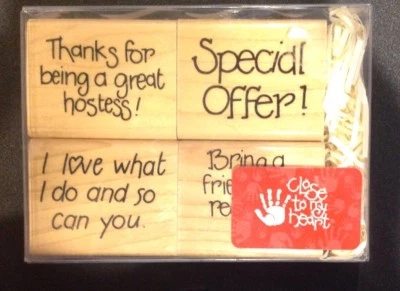 Thanks for
being a great
hostess!
Special
Offer!
I love what
I do and so
can you.
Bring a
close
to my
heart